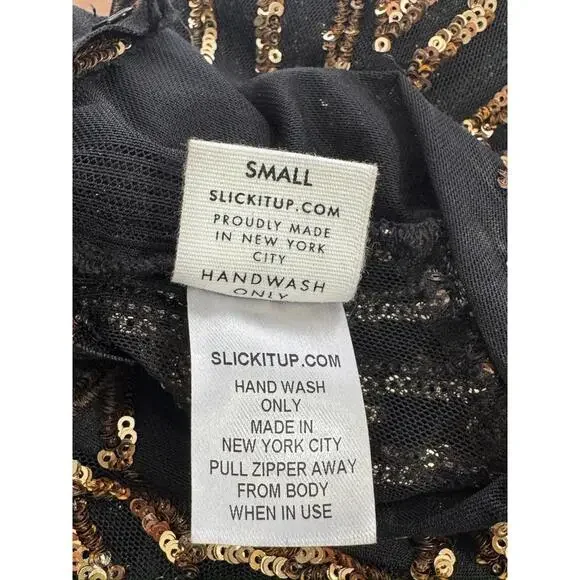 SMALL
SLICKITUP.COM
PROUDLY MADE
IN NEW YORK
CITY
HANDWASH
ONLY
SLICKITUP.COM
HAND WASH
ONLY
MADE IN
NEW YORK CITY
PULL ZIPPER AWAY
FROM BODY
WHEN IN USE